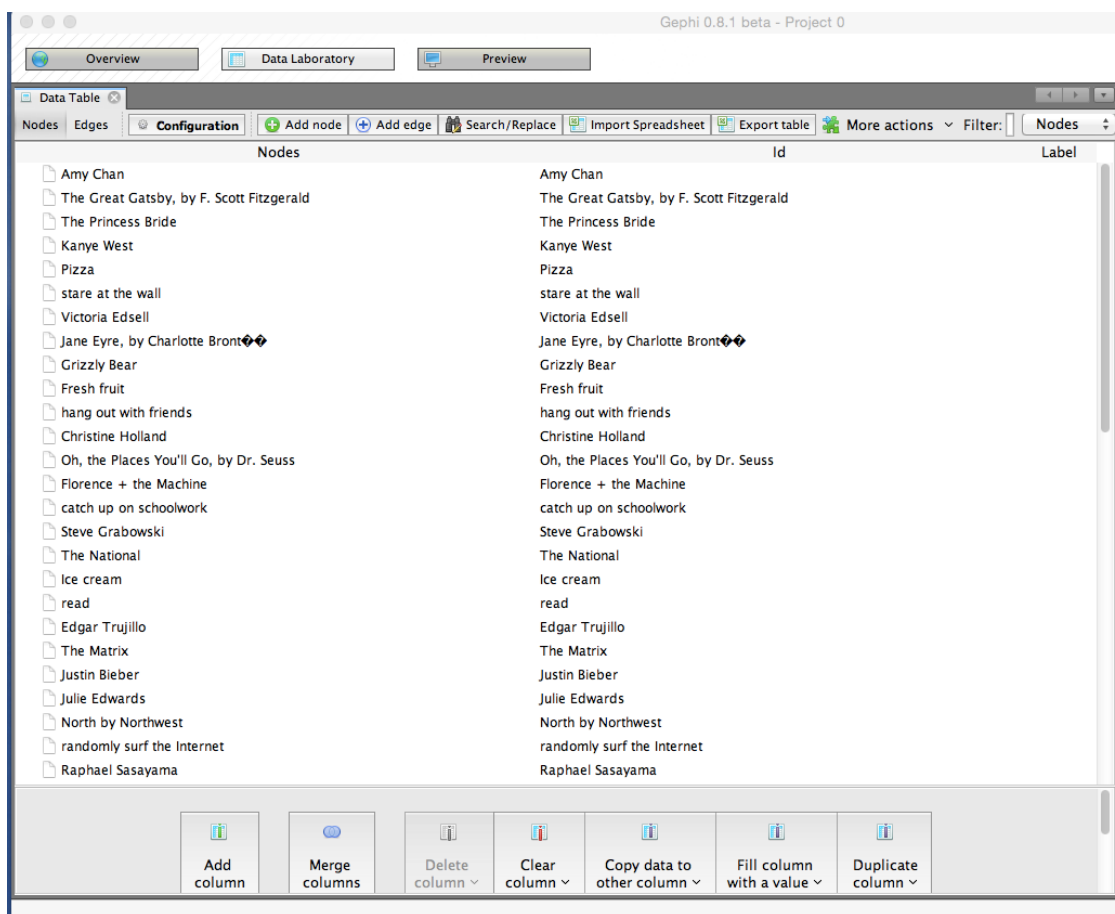 Gephi 0.8.1 beta - Project 0
Overview Data Laboratory Preview
Data Table
Nodes Edges Configuration Add node Add edge Search/Replace Import Spreadsheet Export table More actions Filter: Nodes
Nodes Id Label
Amy Chan Amy Chan
The Great Gatsby, by F. Scott Fitzgerald The Great Gatsby, by F. Scott Fitzgerald
The Princess Bride The Princess Bride
Kanye West Kanye West
Pizza Pizza
stare at the wall stare at the wall
Victoria Edsell Victoria Edsell
Jane Eyre, by Charlotte Bront�� Jane Eyre, by Charlotte Bront��
Grizzly Bear Grizzly Bear
Fresh fruit Fresh fruit
hang out with friends hang out with friends
Christine Holland Christine Holland
Oh, the Places You'll Go, by Dr. Seuss Oh, the Places You'll Go, by Dr. Seuss
Florence + the Machine Florence + the Machine
catch up on schoolwork catch up on schoolwork
Steve Grabowski Steve Grabowski
The National The National
Ice cream Ice cream
read read
Edgar Trujillo Edgar Trujillo
The Matrix The Matrix
Justin Bieber Justin Bieber
Julie Edwards Julie Edwards
North by Northwest North by Northwest
randomly surf the Internet randomly surf the Internet
Raphael Sasayama Raphael Sasayama
Add Merge Delete Clear Copy data to Fill column Duplicate
column columns column column other column with a value column